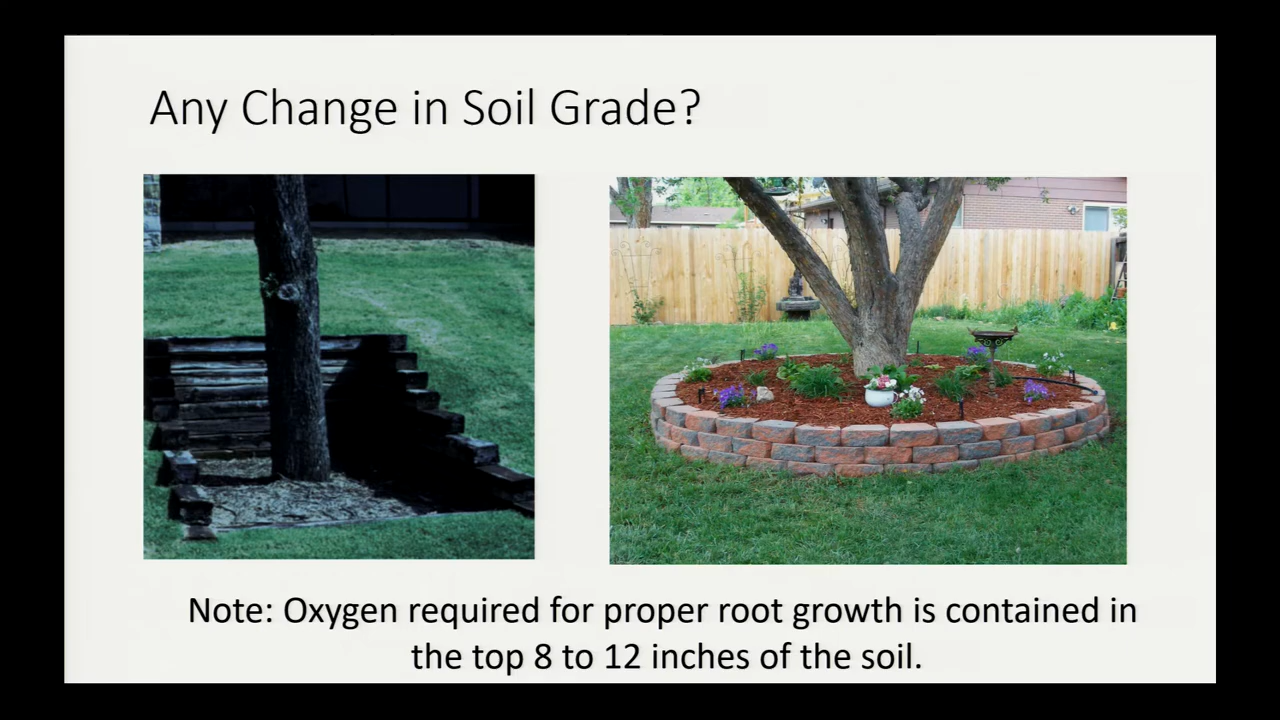 Any Change in Soil Grade?
Note: Oxygen required for proper root growth is contained in
the top 8 to 12 inches of the soil.